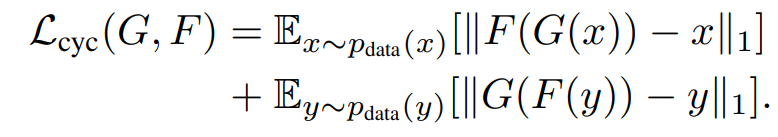 ℒ_cyc(G, F) = 𝔼_{x∼p_data(x)}[‖F(G(x)) − x‖₁]
+ 𝔼_{y∼p_data(y)}[‖G(F(y)) − y‖₁].